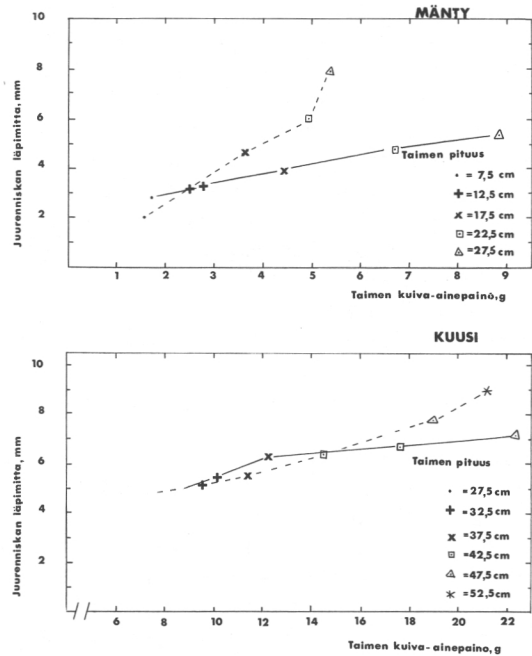 MÄNTY
10
8
6
4
2
Juurenniskan läpimitta, mm
Taimen pituus
. = 7,5 cm
+ =12,5 cm
x =17,5 cm
⊡ =22,5 cm
△ =27,5 cm
1 2 3 4 5 6 7 8 9
Taimen kuiva-ainepaino,g
KUUSI
10
8
6
4
2
Juurenniskan läpimitta, mm
Taimen pituus
. =27,5 cm
+ =32,5 cm
x =37,5 cm
⊡ =42,5 cm
△ =47,5 cm
* =52,5 cm
6 8 10 12 14 16 18 20 22
Taimen kuiva-ainepaino,g